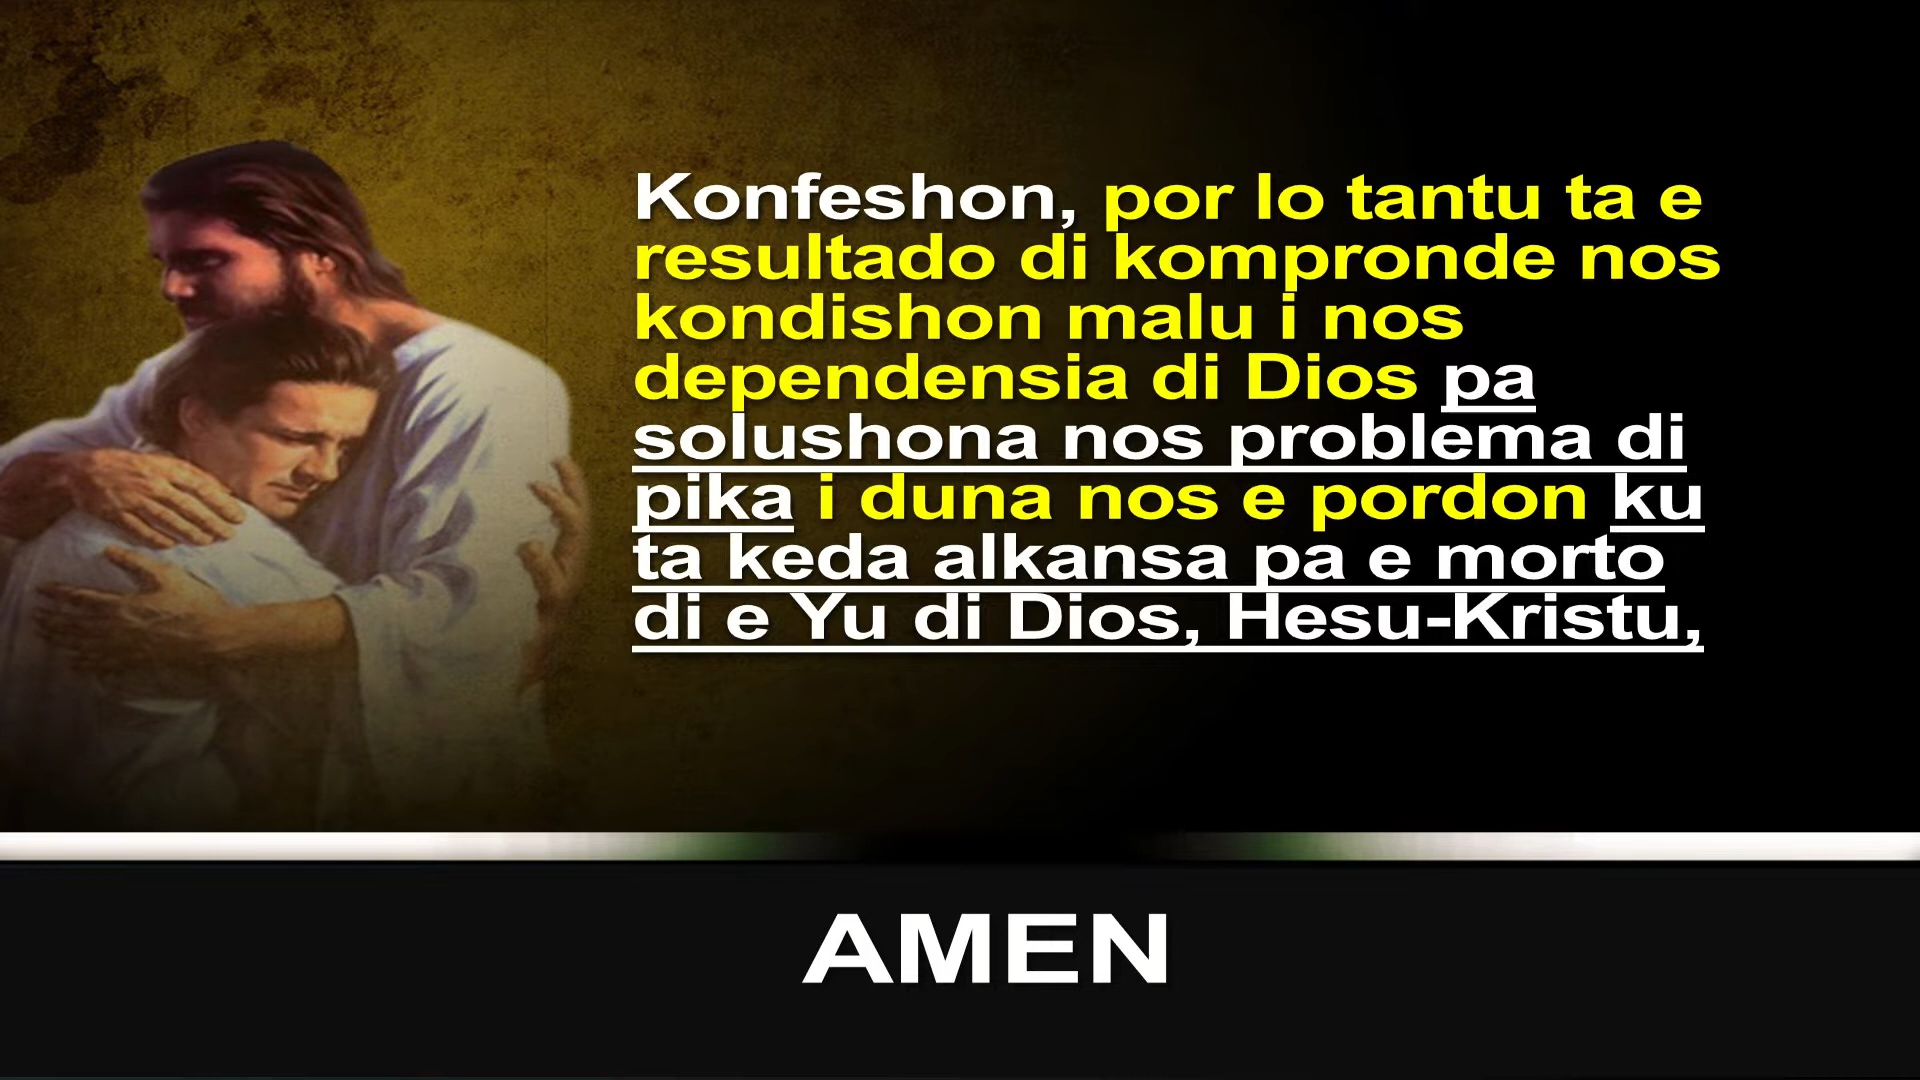 Konfeshon, por lo tantu ta e
resultado di kompronde nos
kondishon malu i nos
dependensia di Dios pa
solushona nos problema di
pika i duna nos e pordon ku
ta keda alkansa pa e morto
di e Yu di Dios, Hesu-Kristu,
AMEN